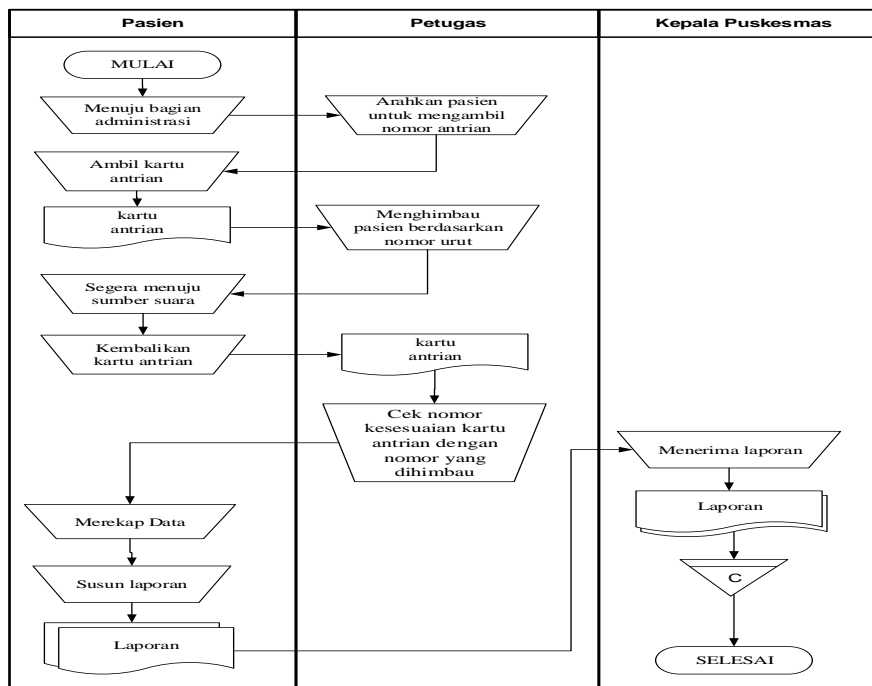 Pasien
Petugas
Kepala Puskesmas
MULAI
Menuju bagian
administrasi
Arahkan pasien
untuk mengambil
nomor antrian
Ambil kartu
antrian
kartu
antrian
Menghimbau
pasien berdasarkan
nomor urut
Segera menuju
sumber suara
Kembalikan
kartu antrian
kartu
antrian
Cek nomor
kesesuaian kartu
antrian dengan
nomor yang
dihimbau
Merekap Data
Susun laporan
Laporan
Menerima laporan
Laporan
C
SELESAI